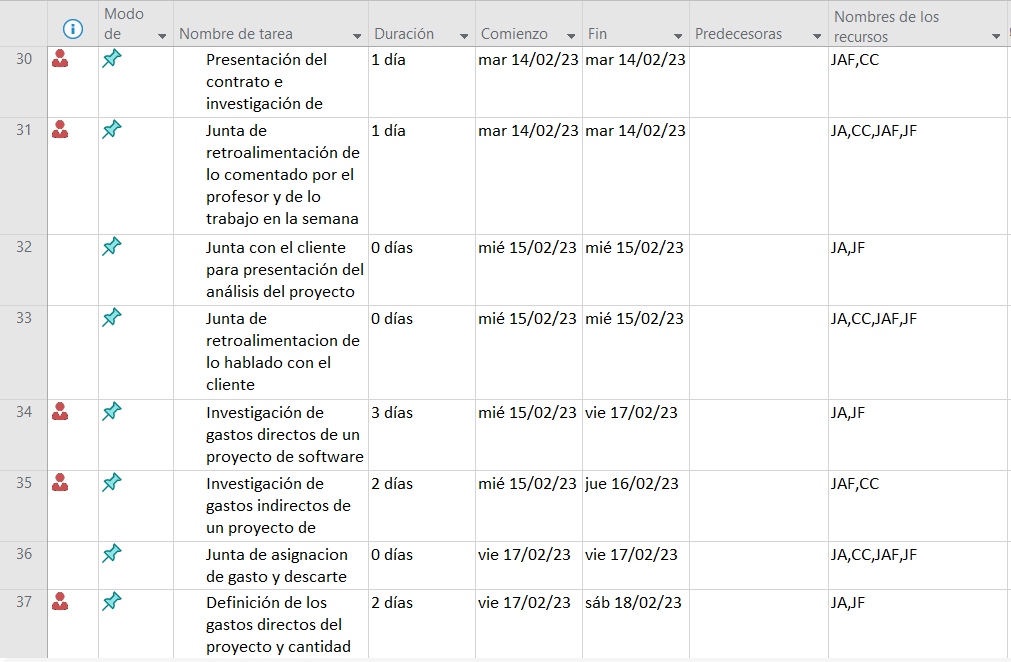 Modo de
Nombre de tarea
Duración
Comienzo
Fin
Predecesoras
Nombres de los recursos
30
Presentación del
contrato e
investigación de
1 día
mar 14/02/23
mar 14/02/23
JAF,CC
31
Junta de
retroalimentación de
lo comentado por el
profesor y de lo
trabajo en la semana
1 día
mar 14/02/23
mar 14/02/23
JA,CC,JAF,JF
32
Junta con el cliente
para presentación del
análisis del proyecto
0 días
mié 15/02/23
mié 15/02/23
JA,JF
33
Junta de
retroalimentacion de
lo hablado con el
cliente
0 días
mié 15/02/23
mié 15/02/23
JA,CC,JAF,JF
34
Investigación de
gastos directos de un
proyecto de software
3 días
mié 15/02/23
vie 17/02/23
JA,JF
35
Investigación de
gastos indirectos de
un proyecto de
2 días
mié 15/02/23
jue 16/02/23
JAF,CC
36
Junta de asignacion
de gasto y descarte
0 días
vie 17/02/23
vie 17/02/23
JA,CC,JAF,JF
37
Definición de los
gastos directos del
proyecto y cantidad
2 días
vie 17/02/23
sáb 18/02/23
JA,JF